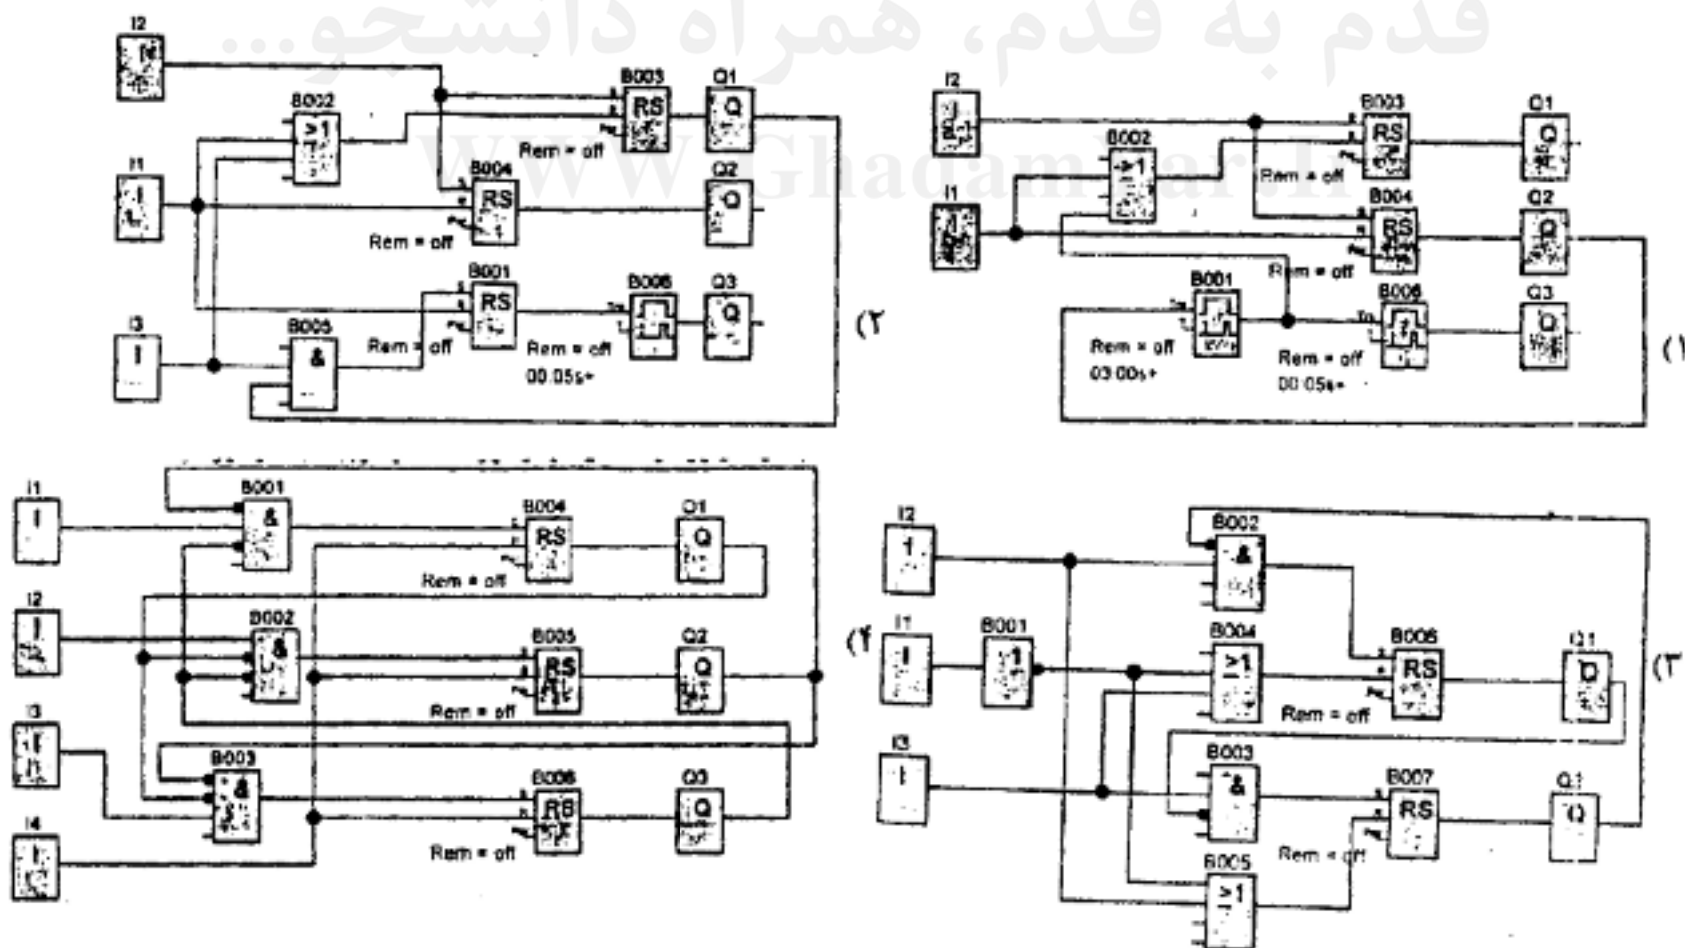 قدم به قدم، همراه دانشجو...
WWW.Ghadamyar.Ir
I2
B002
≥1
B003
RS
Q1
Q
Rem = off
I1
I
B004
RS
Q2
Q
Rem = off
B001
RS
B006
Q3
Q
I3
I
B005
&
Rem = off
Rem = off
00:05s+
(۲
I2
B002
≥1
B003
RS
Q1
Q
Rem = off
I1
B004
RS
Q2
Q
Rem = off
B001
B006
Q3
Q
Rem = off
03:00s+
Rem = off
00:05s+
(۱
I1
I
B001
&
B004
RS
Q1
Q
Rem = off
I2
I
B002
&
B005
RS
Q2
Q
Rem = off
I3
I
B003
&
B006
RS
Q3
Q
I4
I
Rem = off
(۴
I2
I
B002
&
I1
I
B001
1
B004
≥1
B006
RS
Q1
Q
Rem = off
I3
I
B003
&
B007
RS
Q1
Q
Rem = off
B005
≥1
(۳